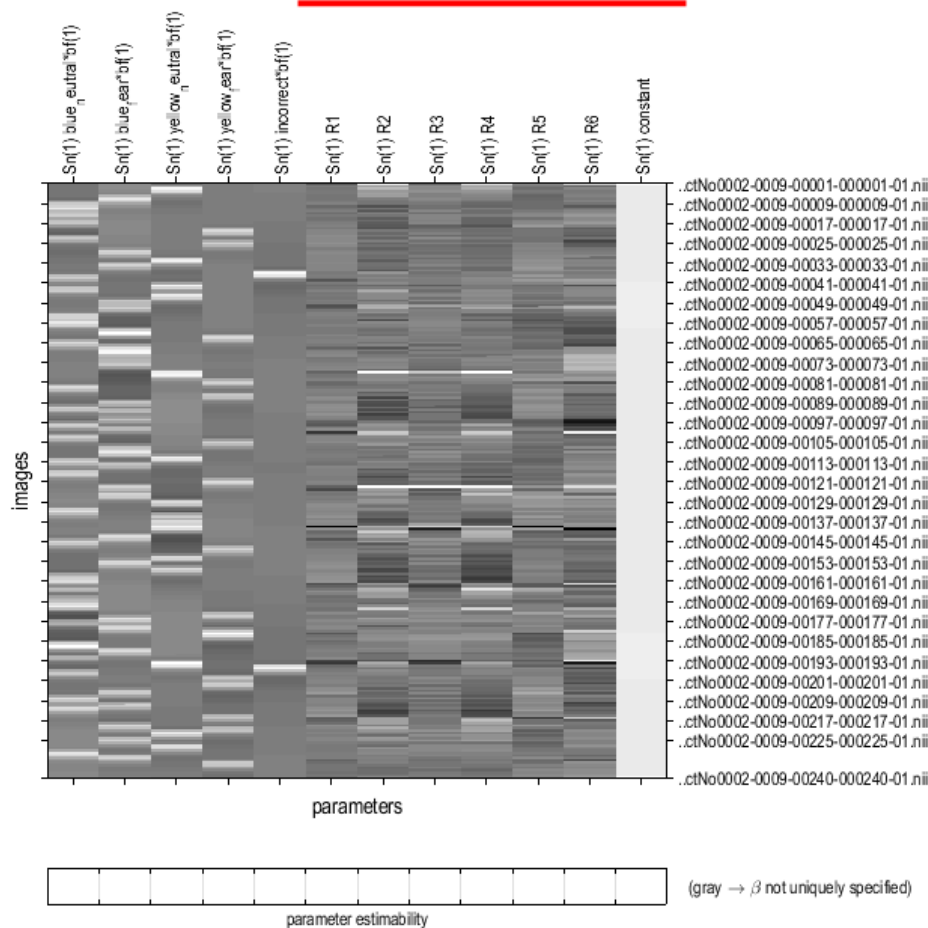 Sn(1) blue_neutral*bf(1)
Sn(1) blue_fear*bf(1)
Sn(1) yellow_neutral*bf(1)
Sn(1) yellow_fear*bf(1)
Sn(1) incorrect*bf(1)
Sn(1) R1
Sn(1) R2
Sn(1) R3
Sn(1) R4
Sn(1) R5
Sn(1) R6
Sn(1) constant
images
..ctNo0002-0009-00001-000001-01.nii
..ctNo0002-0009-00009-000009-01.nii
..ctNo0002-0009-00017-000017-01.nii
..ctNo0002-0009-00025-000025-01.nii
..ctNo0002-0009-00033-000033-01.nii
..ctNo0002-0009-00041-000041-01.nii
..ctNo0002-0009-00049-000049-01.nii
..ctNo0002-0009-00057-000057-01.nii
..ctNo0002-0009-00065-000065-01.nii
..ctNo0002-0009-00073-000073-01.nii
..ctNo0002-0009-00081-000081-01.nii
..ctNo0002-0009-00089-000089-01.nii
..ctNo0002-0009-00097-000097-01.nii
..ctNo0002-0009-00105-000105-01.nii
..ctNo0002-0009-00113-000113-01.nii
..ctNo0002-0009-00121-000121-01.nii
..ctNo0002-0009-00129-000129-01.nii
..ctNo0002-0009-00137-000137-01.nii
..ctNo0002-0009-00145-000145-01.nii
..ctNo0002-0009-00153-000153-01.nii
..ctNo0002-0009-00161-000161-01.nii
..ctNo0002-0009-00169-000169-01.nii
..ctNo0002-0009-00177-000177-01.nii
..ctNo0002-0009-00185-000185-01.nii
..ctNo0002-0009-00193-000193-01.nii
..ctNo0002-0009-00201-000201-01.nii
..ctNo0002-0009-00209-000209-01.nii
..ctNo0002-0009-00217-000217-01.nii
..ctNo0002-0009-00225-000225-01.nii
..ctNo0002-0009-00240-000240-01.nii
parameters
(gray → β not uniquely specified)
parameter estimability